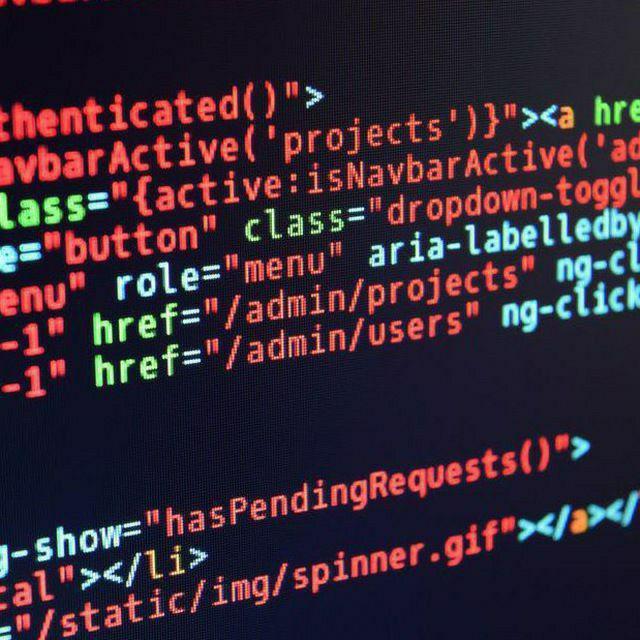 thenticated()">
avbarActive('projects')}"><a hre
lass="{active:isNavbarActive('ad
e="button" class="dropdown-toggl
enu" role="menu" aria-labelledby
-1" href="/admin/projects" ng-cl
-1" href="/admin/users" ng-click
g-show="hasPendingRequests()">
cal"></li>
="/static/img/spinner.gif"></a></